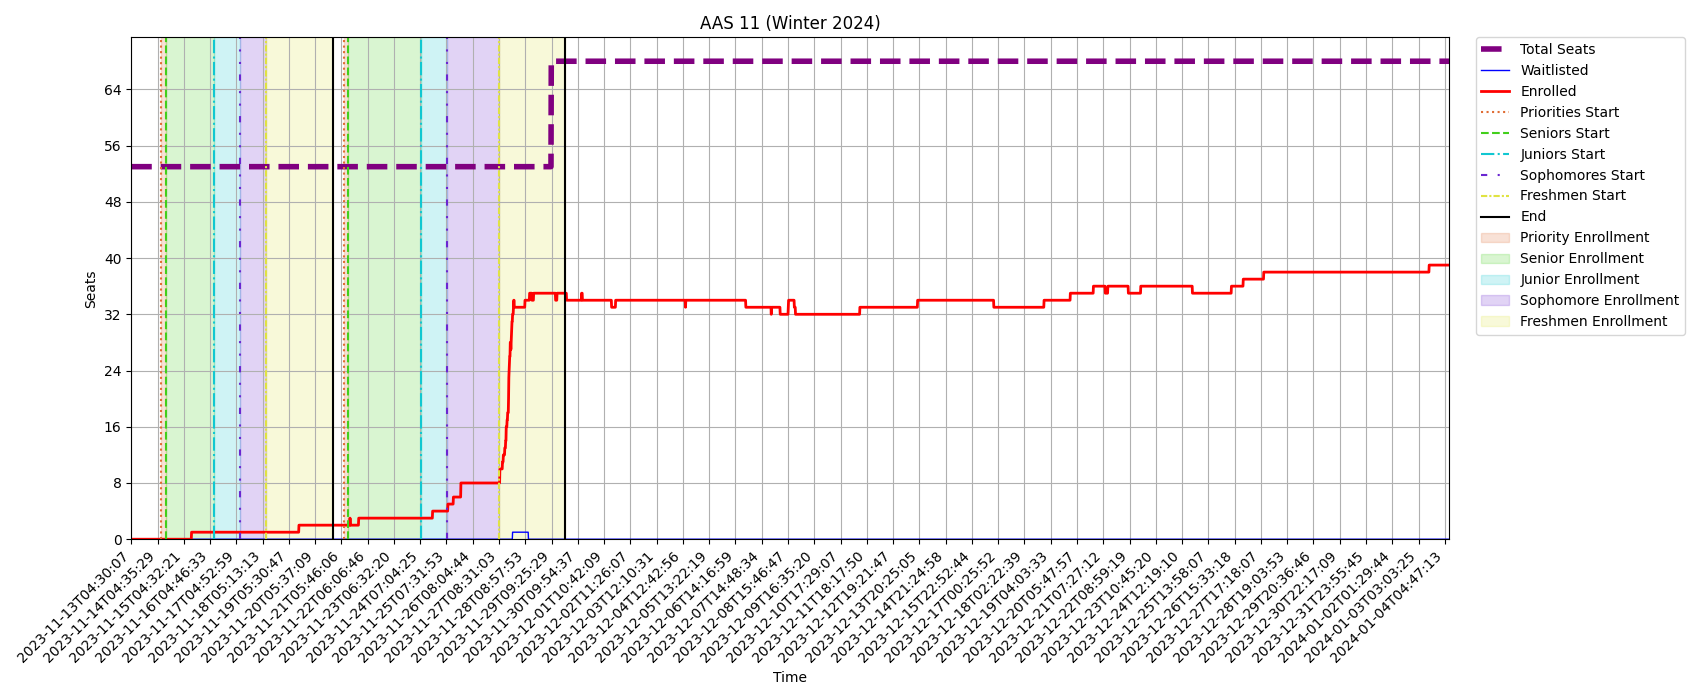 AAS 11 (Winter 2024)
Seats
64
56
48
40
32
24
16
8
0
2023-11-13T04:30:07
2023-11-14T04:35:29
2023-11-15T04:32:21
2023-11-16T04:46:33
2023-11-17T04:52:59
2023-11-18T05:13:13
2023-11-19T05:30:47
2023-11-20T05:37:09
2023-11-21T05:46:06
2023-11-22T06:06:46
2023-11-23T06:32:20
2023-11-24T07:04:25
2023-11-25T07:31:53
2023-11-26T08:04:44
2023-11-27T08:31:03
2023-11-28T08:57:53
2023-11-29T09:25:29
2023-11-30T09:54:37
2023-12-01T10:42:09
2023-12-02T11:26:07
2023-12-03T12:10:31
2023-12-04T12:42:56
2023-12-05T13:22:19
2023-12-06T14:16:59
2023-12-07T14:48:34
2023-12-08T15:46:47
2023-12-09T16:35:20
2023-12-10T17:29:07
2023-12-11T18:17:50
2023-12-12T19:21:47
2023-12-13T20:25:05
2023-12-14T21:24:58
2023-12-15T22:52:44
2023-12-17T00:25:52
2023-12-18T02:22:39
2023-12-19T04:03:33
2023-12-20T05:47:57
2023-12-21T07:27:12
2023-12-22T08:59:19
2023-12-23T10:45:20
2023-12-24T12:19:10
2023-12-25T13:58:07
2023-12-26T15:33:18
2023-12-27T17:18:07
2023-12-28T19:03:53
2023-12-29T20:36:46
2023-12-30T22:17:09
2023-12-31T23:55:45
2024-01-02T01:29:44
2024-01-03T03:03:25
2024-01-04T04:47:13
Time
Total Seats
Waitlisted
Enrolled
Priorities Start
Seniors Start
Juniors Start
Sophomores Start
Freshmen Start
End
Priority Enrollment
Senior Enrollment
Junior Enrollment
Sophomore Enrollment
Freshmen Enrollment